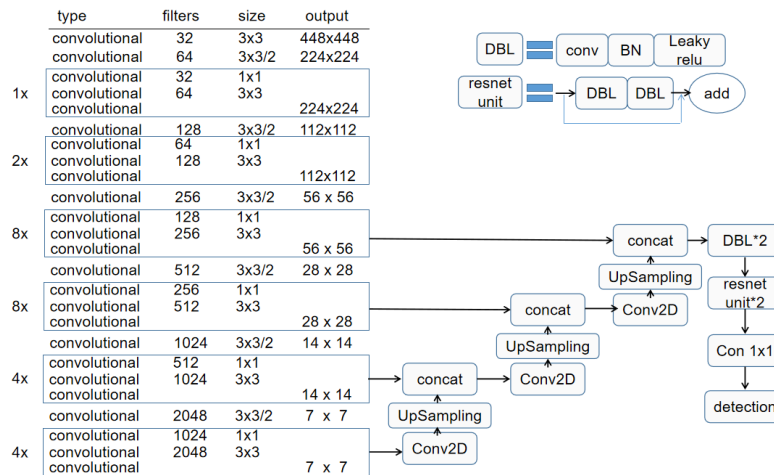 type filters size output
convolutional 32 3x3 448x448
convolutional 64 3x3/2 224x224
1x
convolutional 32 1x1
convolutional 64 3x3
convolutional 224x224
convolutional 128 3x3/2 112x112
2x
convolutional 64 1x1
convolutional 128 3x3
convolutional 112x112
convolutional 256 3x3/2 56 x 56
8x
convolutional 128 1x1
convolutional 256 3x3
convolutional 56 x 56
convolutional 512 3x3/2 28 x 28
8x
convolutional 256 1x1
convolutional 512 3x3
convolutional 28 x 28
convolutional 1024 3x3/2 14 x 14
4x
convolutional 512 1x1
convolutional 1024 3x3
convolutional 14 x 14
convolutional 2048 3x3/2 7 x 7
4x
convolutional 1024 1x1
convolutional 2048 3x3
convolutional 7 x 7
DBL conv BN Leaky
relu
resnet
unit
DBL DBL add
concat
DBL*2
UpSampling
resnet
unit*2
concat
Conv2D
UpSampling
Con 1x1
concat
Conv2D
detection
UpSampling
Conv2D